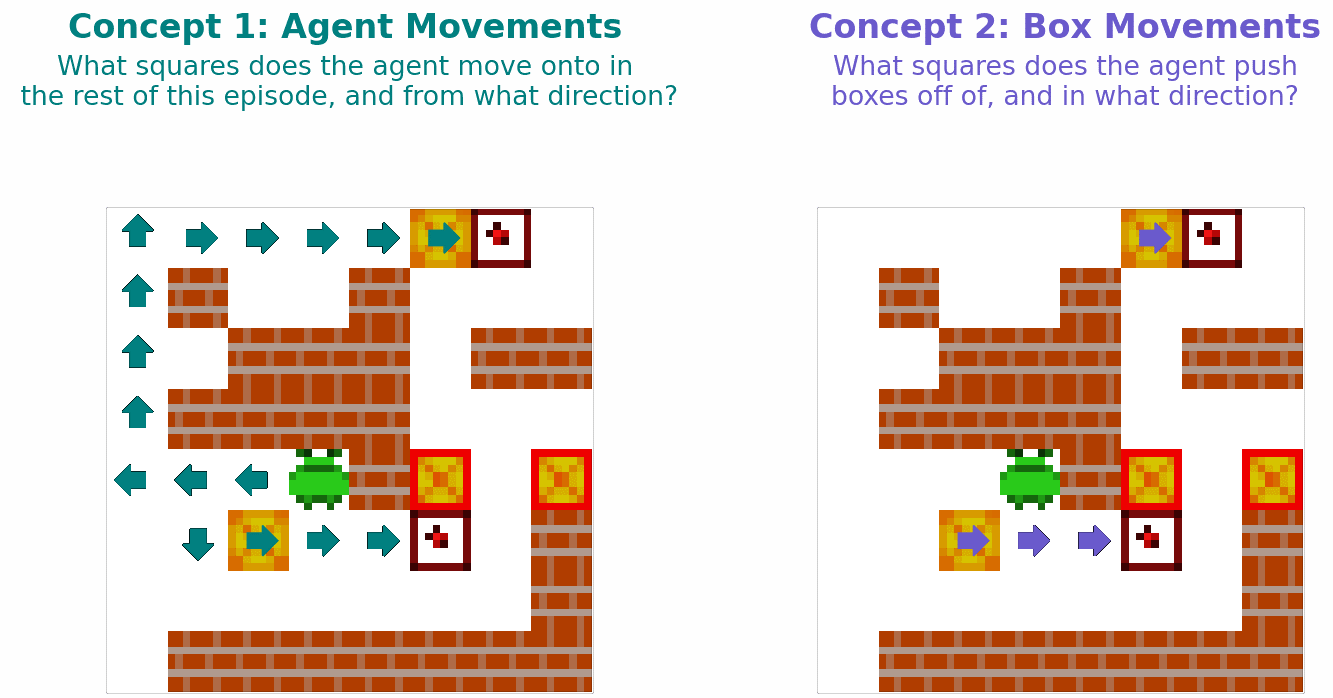 Concept 1: Agent Movements
What squares does the agent move onto in
the rest of this episode, and from what direction?
Concept 2: Box Movements
What squares does the agent push
boxes off of, and in what direction?